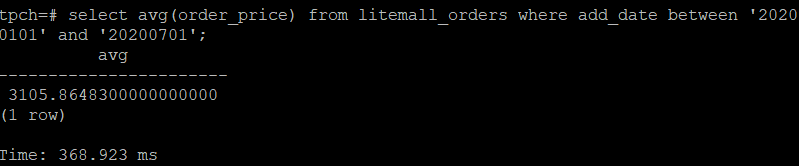 tpch=# select avg(order_price) from litemall_orders where add_date between '2020
0101' and '20200701';
avg
-----------------------
3105.8648300000000000
(1 row)
Time: 368.923 ms